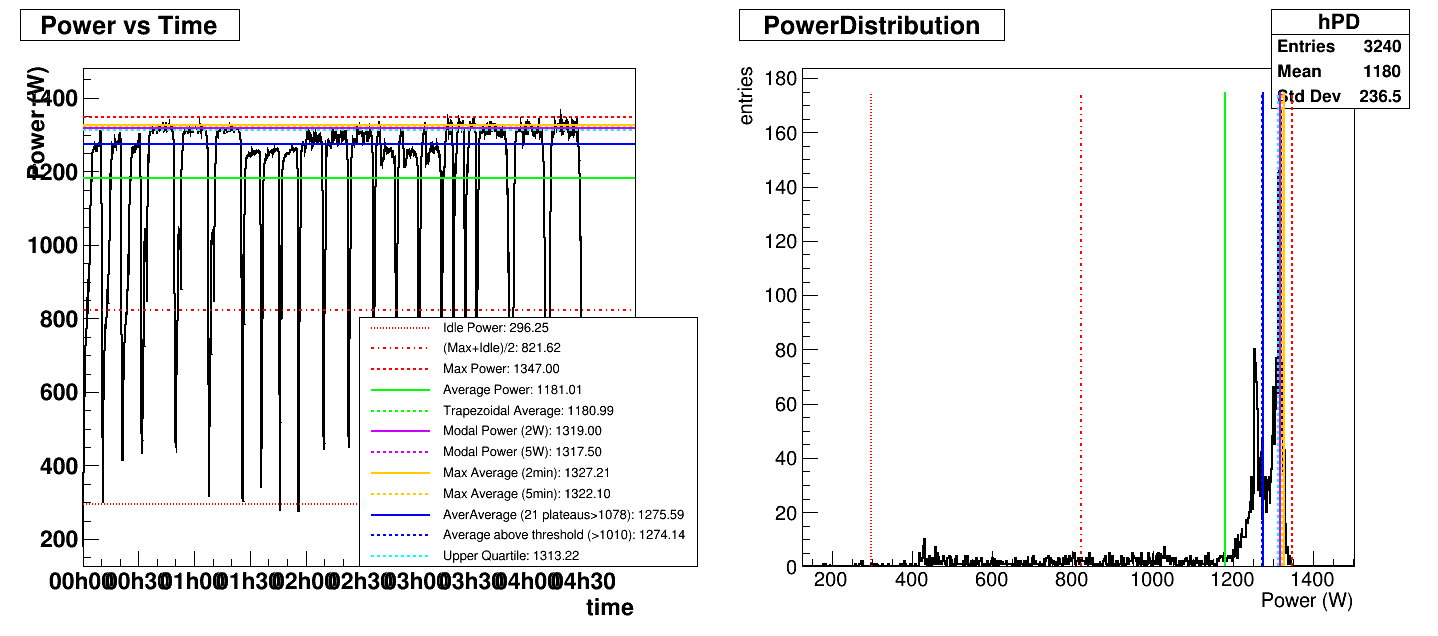 Power vs Time
Power (W)
1400
1200
1000
800
600
400
200
00h00
00h30
01h00
01h30
02h00
02h30
03h00
03h30
04h00
04h30
time
Idle Power: 296.25
(Max+Idle)/2: 821.62
Max Power: 1347.00
Average Power: 1181.01
Trapezoidal Average: 1180.99
Modal Power (2W): 1319.00
Modal Power (5W): 1317.50
Max Average (2min): 1327.21
Max Average (5min): 1322.10
AverAverage (21 plateaus>1078): 1275.59
Average above threshold (>1010): 1274.14
Upper Quartile: 1313.22
PowerDistribution
hPD
Entries 3240
Mean 1180
Std Dev 236.5
entries
180
160
140
120
100
80
60
40
20
0
200 400 600 800 1000 1200 1400
Power (W)